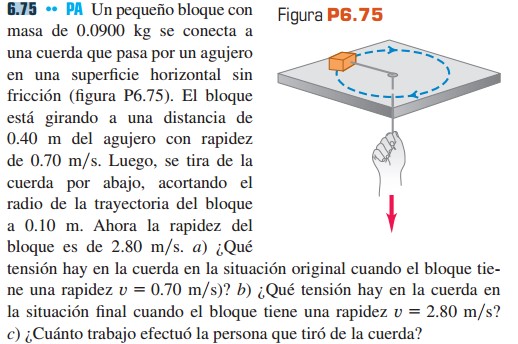 6.75 •• PA Un pequeño bloque con
masa de 0.0900 kg se conecta a
una cuerda que pasa por un agujero
en una superficie horizontal sin
fricción (figura P6.75). El bloque
está girando a una distancia de
0.40 m del agujero con rapidez
de 0.70 m/s. Luego, se tira de la
cuerda por abajo, acortando el
radio de la trayectoria del bloque
a 0.10 m. Ahora la rapidez del
bloque es de 2.80 m/s. a) ¿Qué
tensión hay en la cuerda en la situación original cuando el bloque tie-
ne una rapidez v = 0.70 m/s)? b) ¿Qué tensión hay en la cuerda en
la situación final cuando el bloque tiene una rapidez v = 2.80 m/s?
c) ¿Cuánto trabajo efectuó la persona que tiró de la cuerda?
Figura P6.75